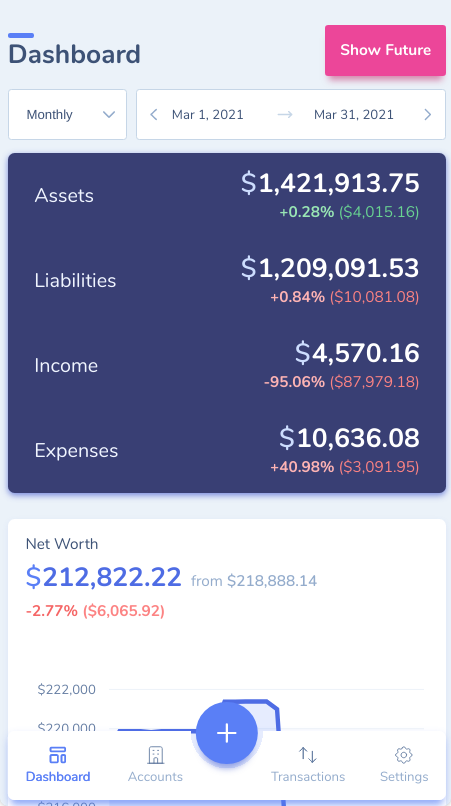 Dashboard
Show Future
Monthly
Mar 1, 2021 → Mar 31, 2021
Assets
$1,421,913.75
+0.28% ($4,015.16)
Liabilities
$1,209,091.53
+0.84% ($10,081.08)
Income
$4,570.16
-95.06% ($87,979.18)
Expenses
$10,636.08
+40.98% ($3,091.95)
Net Worth
$212,822.22 from $218,888.14
-2.77% ($6,065.92)
$222,000
$220,000
Dashboard
Accounts
Transactions
Settings
$216,000